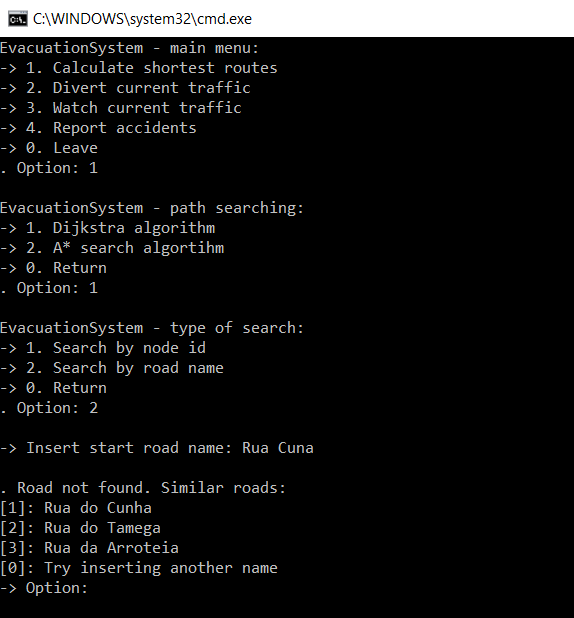 C:\WINDOWS\system32\cmd.exe
EvacuationSystem - main menu:
-> 1. Calculate shortest routes
-> 2. Divert current traffic
-> 3. Watch current traffic
-> 4. Report accidents
-> 0. Leave
. Option: 1
EvacuationSystem - path searching:
-> 1. Dijkstra algorithm
-> 2. A* search algortihm
-> 0. Return
. Option: 1
EvacuationSystem - type of search:
-> 1. Search by node id
-> 2. Search by road name
-> 0. Return
. Option: 2
-> Insert start road name: Rua Cuna
. Road not found. Similar roads:
[1]: Rua do Cunha
[2]: Rua do Tamega
[3]: Rua da Arroteia
[0]: Try inserting another name
-> Option: